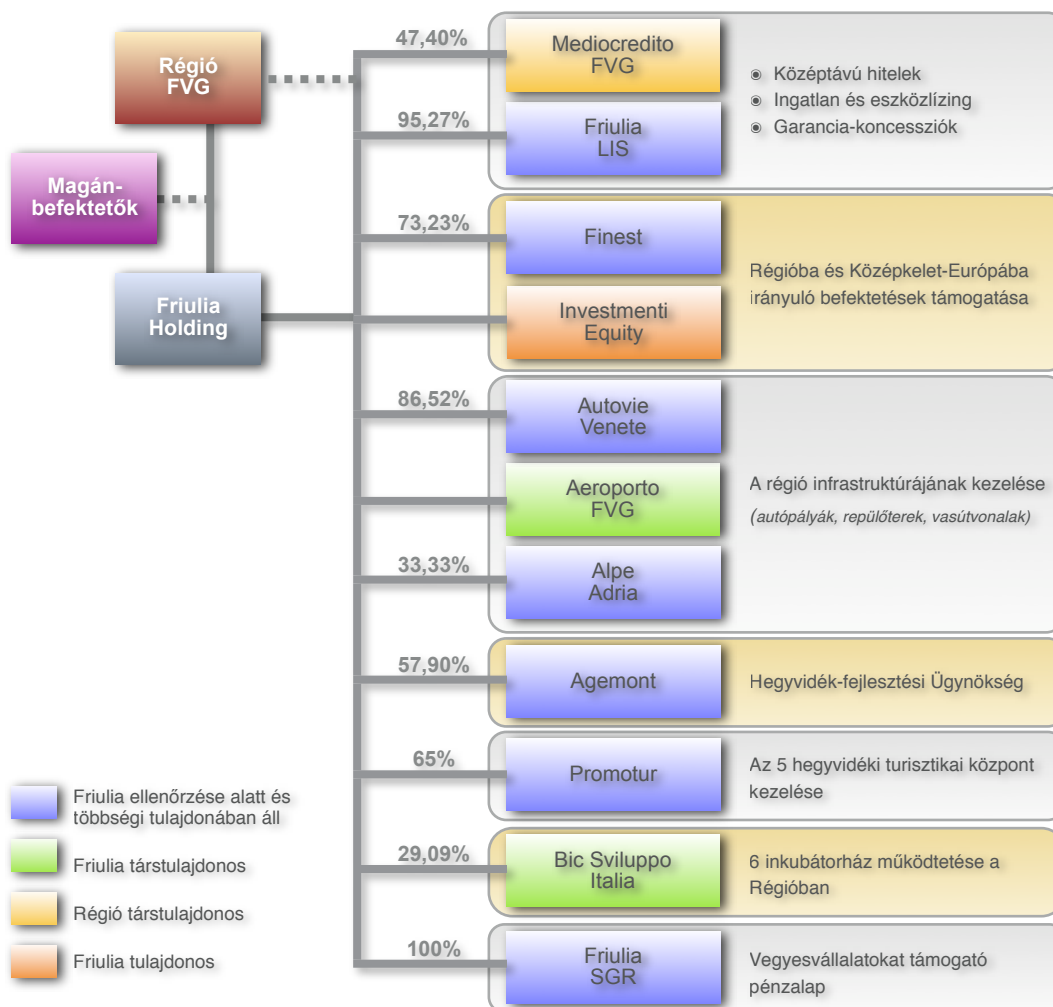 Régió
FVG
Magán-
befektetők
Friulia
Holding
47,40%
Mediocredito
FVG
95,27%
Friulia
LIS
Középtávú hitelek
Ingatlan és eszközlízing
Garancia-koncessziók
73,23%
Finest
Investmenti
Equity
Régióba és Középkelet-Európába
irányuló befektetések támogatása
86,52%
Autovie
Venete
Aeroporto
FVG
33,33%
Alpe
Adria
A régió infrastruktúrájának kezelése
(autópályák, repülőterek, vasútvonalak)
57,90%
Agemont
Hegyvidék-fejlesztési Ügynökség
65%
Promotur
Az 5 hegyvidéki turisztikai központ
kezelése
29,09%
Bic Sviluppo
Italia
6 inkubátorház működtetése a
Régióban
100%
Friulia
SGR
Vegyesvállalatokat támogató
pénzalap
Friulia ellenőrzése alatt és
többségi tulajdonában áll
Friulia társtulajdonos
Régió társtulajdonos
Friulia tulajdonos